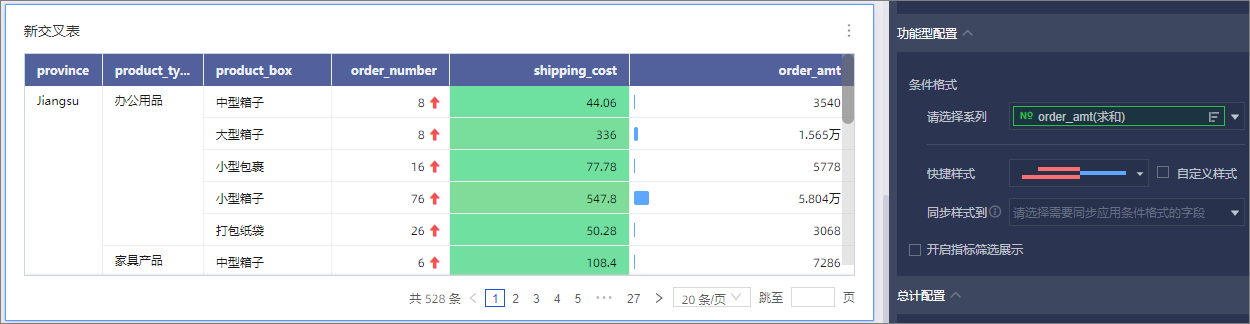 新交叉表
province product_ty... product_box order_number shipping_cost order_amt
Jiangsu 办公用品 中型箱子 8 44.06 3540
大型箱子 8 336 1.565万
小型包裹 16 77.78 5778
小型箱子 76 547.8 5.804万
打包纸袋 26 50.28 3068
家具产品 中型箱子 6 108.4 7286
共 528 条 1 2 3 4 5 ··· 27 20 条/页 跳至 页
功能型配置
条件格式
请选择系列 Nº order_amt(求和)
快捷样式 自定义样式
同步样式到 请选择需要同步应用条件格式的字段
开启指标筛选展示
总计配置